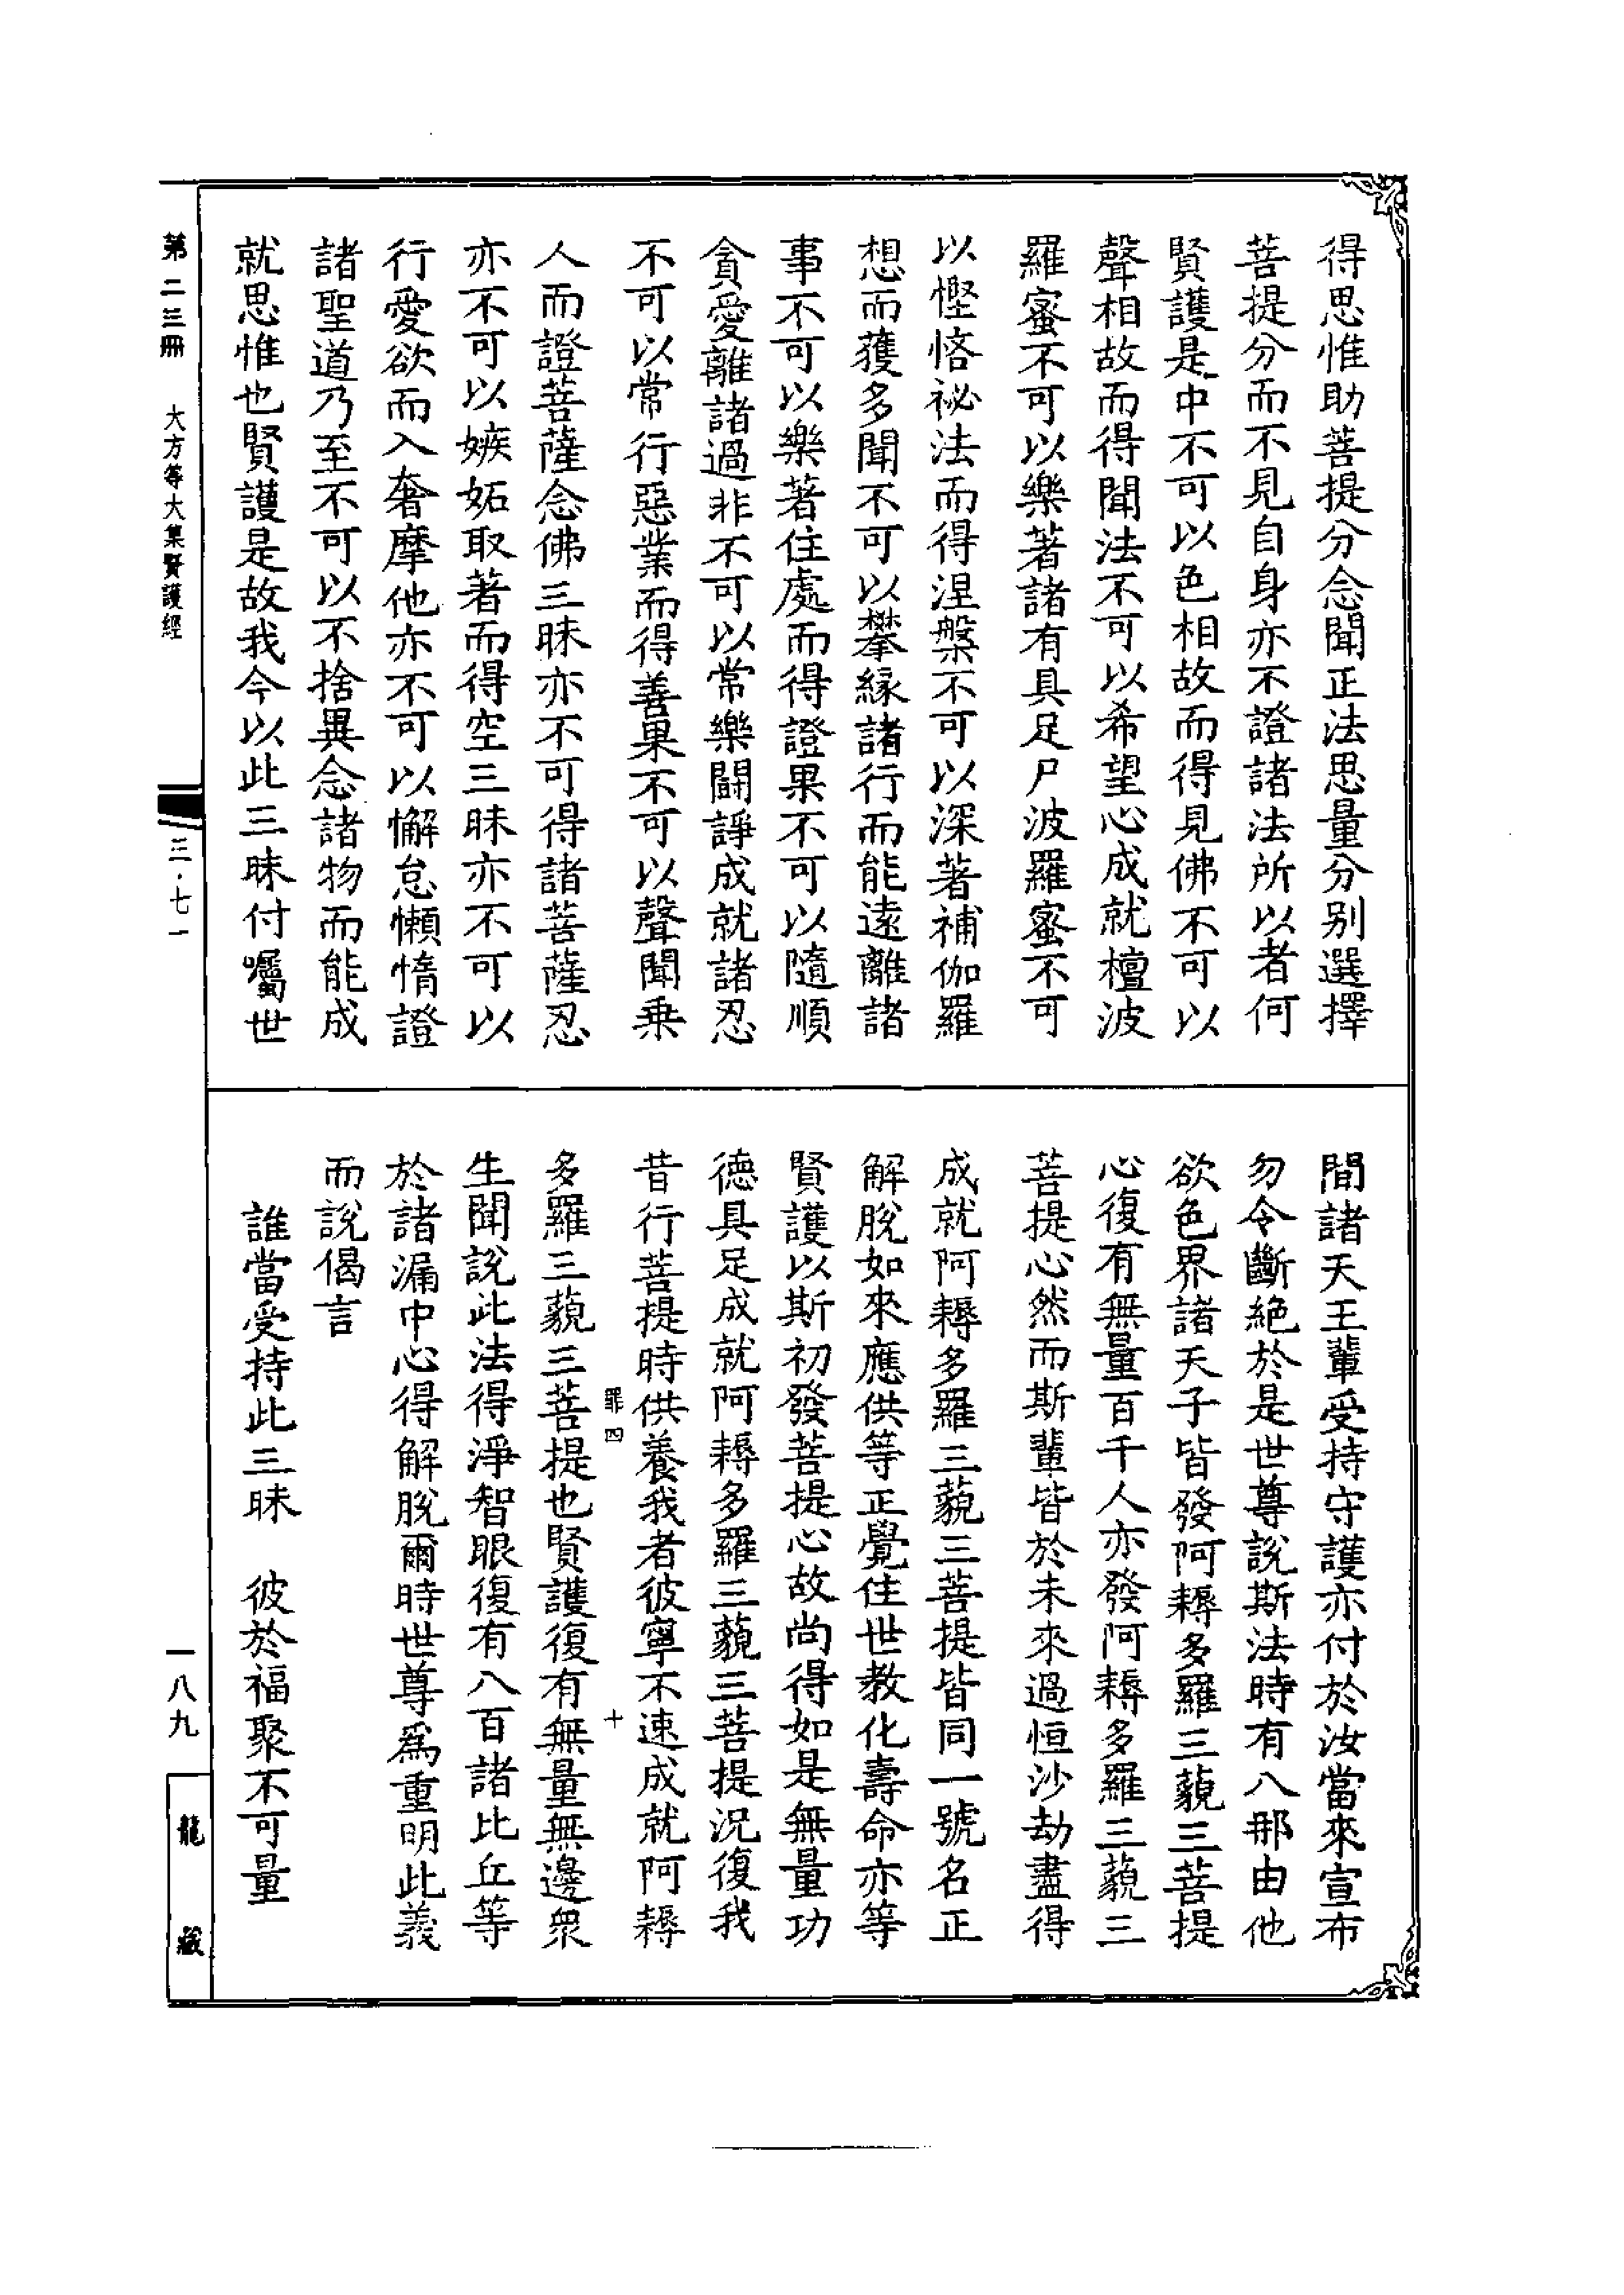 得思惟助菩提分念聞正法思量分別選擇
菩提分而不見自身亦不證諸法所以者何
賢護是中不可以色相故而得見佛不可以
聲相故而得聞法不可以希望心成就檀波
羅蜜不可以樂著諸有具足尸波羅蜜不可
以慳悋祕法而得涅槃不可以深著補伽羅
想而獲多聞不可以攀緣諸行而能遠離諸
事不可以樂著住處而得證果不可以隨順
貪愛離諸過非不可以常樂鬪諍成就諸忍
不可以常行惡業而得善果不可以聲聞乗
人而證菩薩念佛三昧亦不可得諸菩薩忍
亦不可以嫉妬取著而得空三昧亦不可以
行愛欲而入奢摩他亦不可以懈怠懶惰證
諸聖道乃至不可以不捨異念諸物而能成
就思惟也賢護是故我今以此三昧付囑世
間諸天王輩受持守護亦付於汝當來宣布
勿令斷絕於是世尊說斯法時有八那由他
欲色界諸天子皆發阿耨多羅三藐三菩提
心復有無量百千人亦發阿耨多羅三藐三
菩提心然而斯輩皆於未來過恒沙劫盡得
成就阿耨多羅三藐三菩提皆同一號名正
解脫如來應供等正覺住世教化壽命亦等
賢護以斯初發菩提心故尚得如是無量功
德具足成就阿耨多羅三藐三菩提況復我
昔行菩提時供養我者彼寧不速成就阿耨
罪四 十
多羅三藐三菩提也賢護復有無量無邊衆
生聞說此法得淨智眼復有八百諸比丘等
於諸漏中心得解脫爾時世尊爲重明此義
而說偈言
誰當受持此三昧 彼於福聚不可量
第二三冊 大方等大集賢護經
三·七一
一八九
龍藏